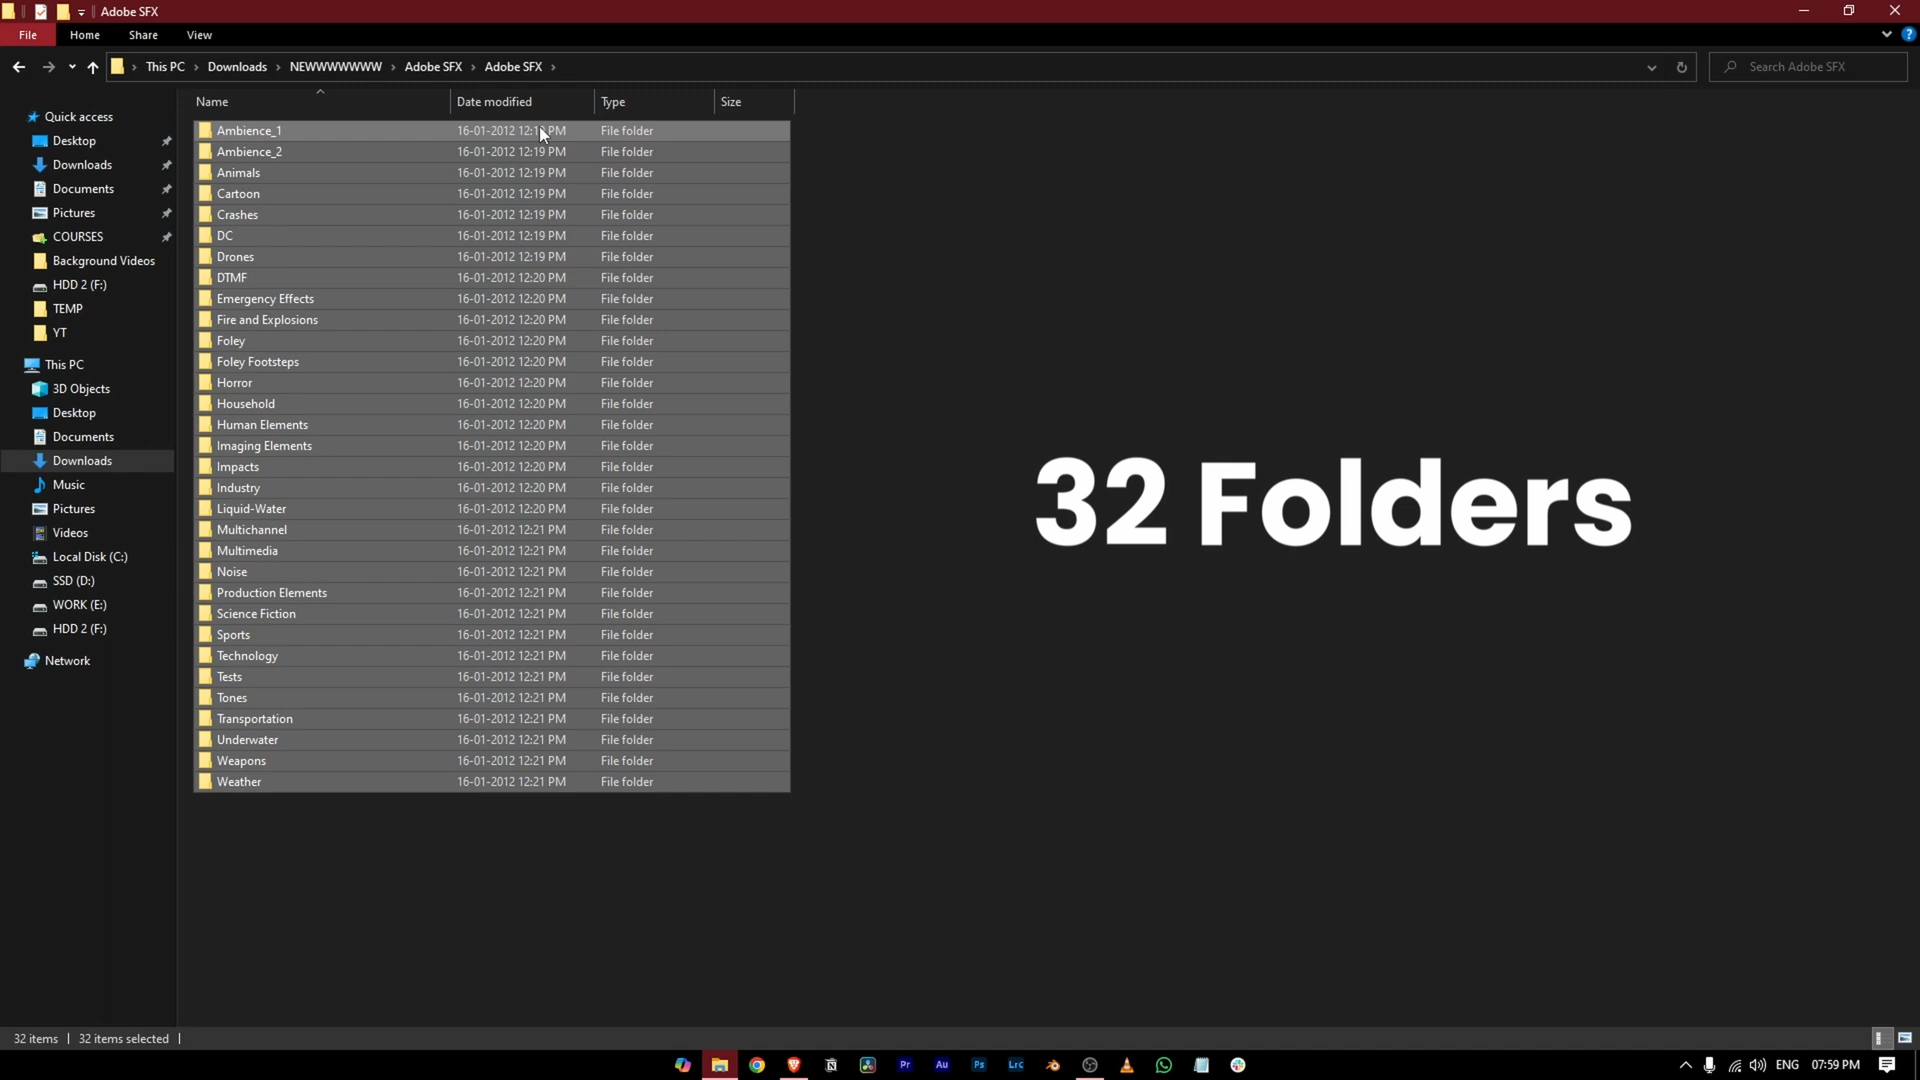 Adobe SFX
File Home Share View
This PC Downloads NEWWWWWWW Adobe SFX Adobe SFX
Search Adobe SFX
Name Date modified Type Size
Quick access
Desktop
Downloads
Documents
Pictures
COURSES
Background Videos
HDD 2 (F:)
TEMP
YT
This PC
3D Objects
Desktop
Documents
Downloads
Music
Pictures
Videos
Local Disk (C:)
SSD (D:)
WORK (E:)
HDD 2 (F:)
Network
Ambience_1 16-01-2012 PM File folder
Ambience_2 16-01-2012 12:19 PM File folder
Animals 16-01-2012 12:19 PM File folder
Cartoon 16-01-2012 12:19 PM File folder
Crashes 16-01-2012 12:19 PM File folder
DC 16-01-2012 12:19 PM File folder
Drones 16-01-2012 12:19 PM File folder
DTMF 16-01-2012 12:20 PM File folder
Emergency Effects 16-01-2012 12:20 PM File folder
Fire and Explosions 16-01-2012 12:20 PM File folder
Foley 16-01-2012 12:20 PM File folder
Foley Footsteps 16-01-2012 12:20 PM File folder
Horror 16-01-2012 12:20 PM File folder
Household 16-01-2012 12:20 PM File folder
Human Elements 16-01-2012 12:20 PM File folder
Imaging Elements 16-01-2012 12:20 PM File folder
Impacts 16-01-2012 12:20 PM File folder
Industry 16-01-2012 12:20 PM File folder
Liquid-Water 16-01-2012 12:20 PM File folder
Multichannel 16-01-2012 12:21 PM File folder
Multimedia 16-01-2012 12:21 PM File folder
Noise 16-01-2012 12:21 PM File folder
Production Elements 16-01-2012 12:21 PM File folder
Science Fiction 16-01-2012 12:21 PM File folder
Sports 16-01-2012 12:21 PM File folder
Technology 16-01-2012 12:21 PM File folder
Tests 16-01-2012 12:21 PM File folder
Tones 16-01-2012 12:21 PM File folder
Transportation 16-01-2012 12:21 PM File folder
Underwater 16-01-2012 12:21 PM File folder
Weapons 16-01-2012 12:21 PM File folder
Weather 16-01-2012 12:21 PM File folder
32 Folders
32 items 32 items selected
Pr Au Ps Lrc
ENG 07:59 PM